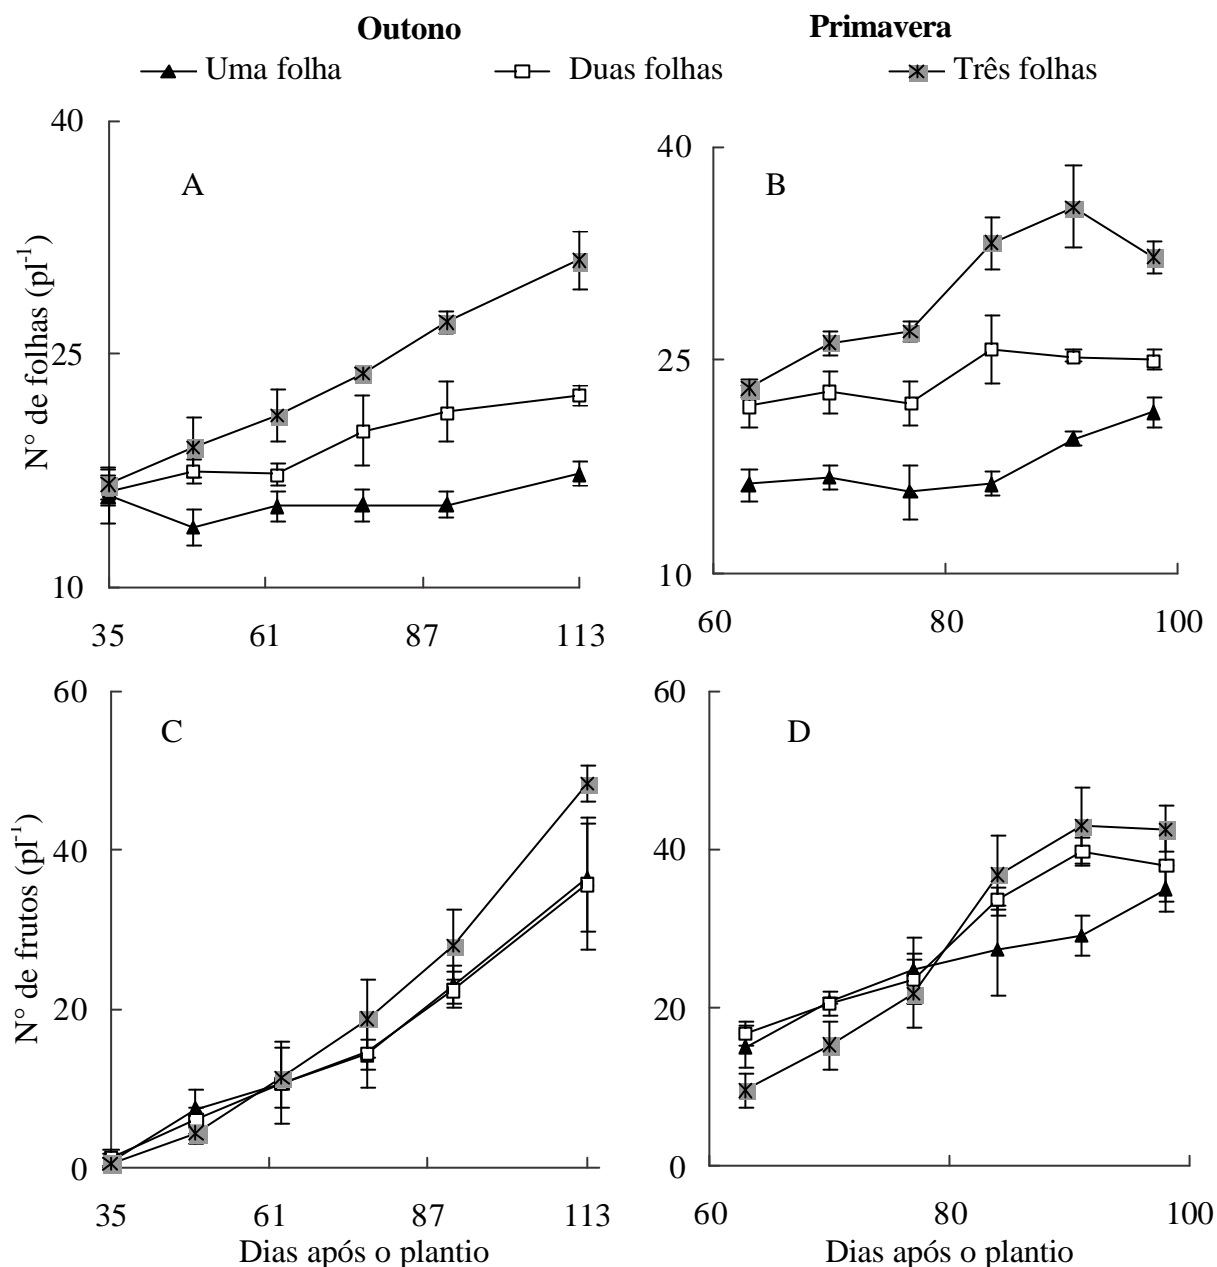 Outono Primavera
Uma folha Duas folhas Três folhas
40
25
10
N° de folhas (pl⁻¹)
A
35 61 87 113
40
25
10
B
60 80 100
60
40
20
0
N° de frutos (pl⁻¹)
C
35 61 87 113
Dias após o plantio
60
40
20
0
D
60 80 100
Dias após o plantio